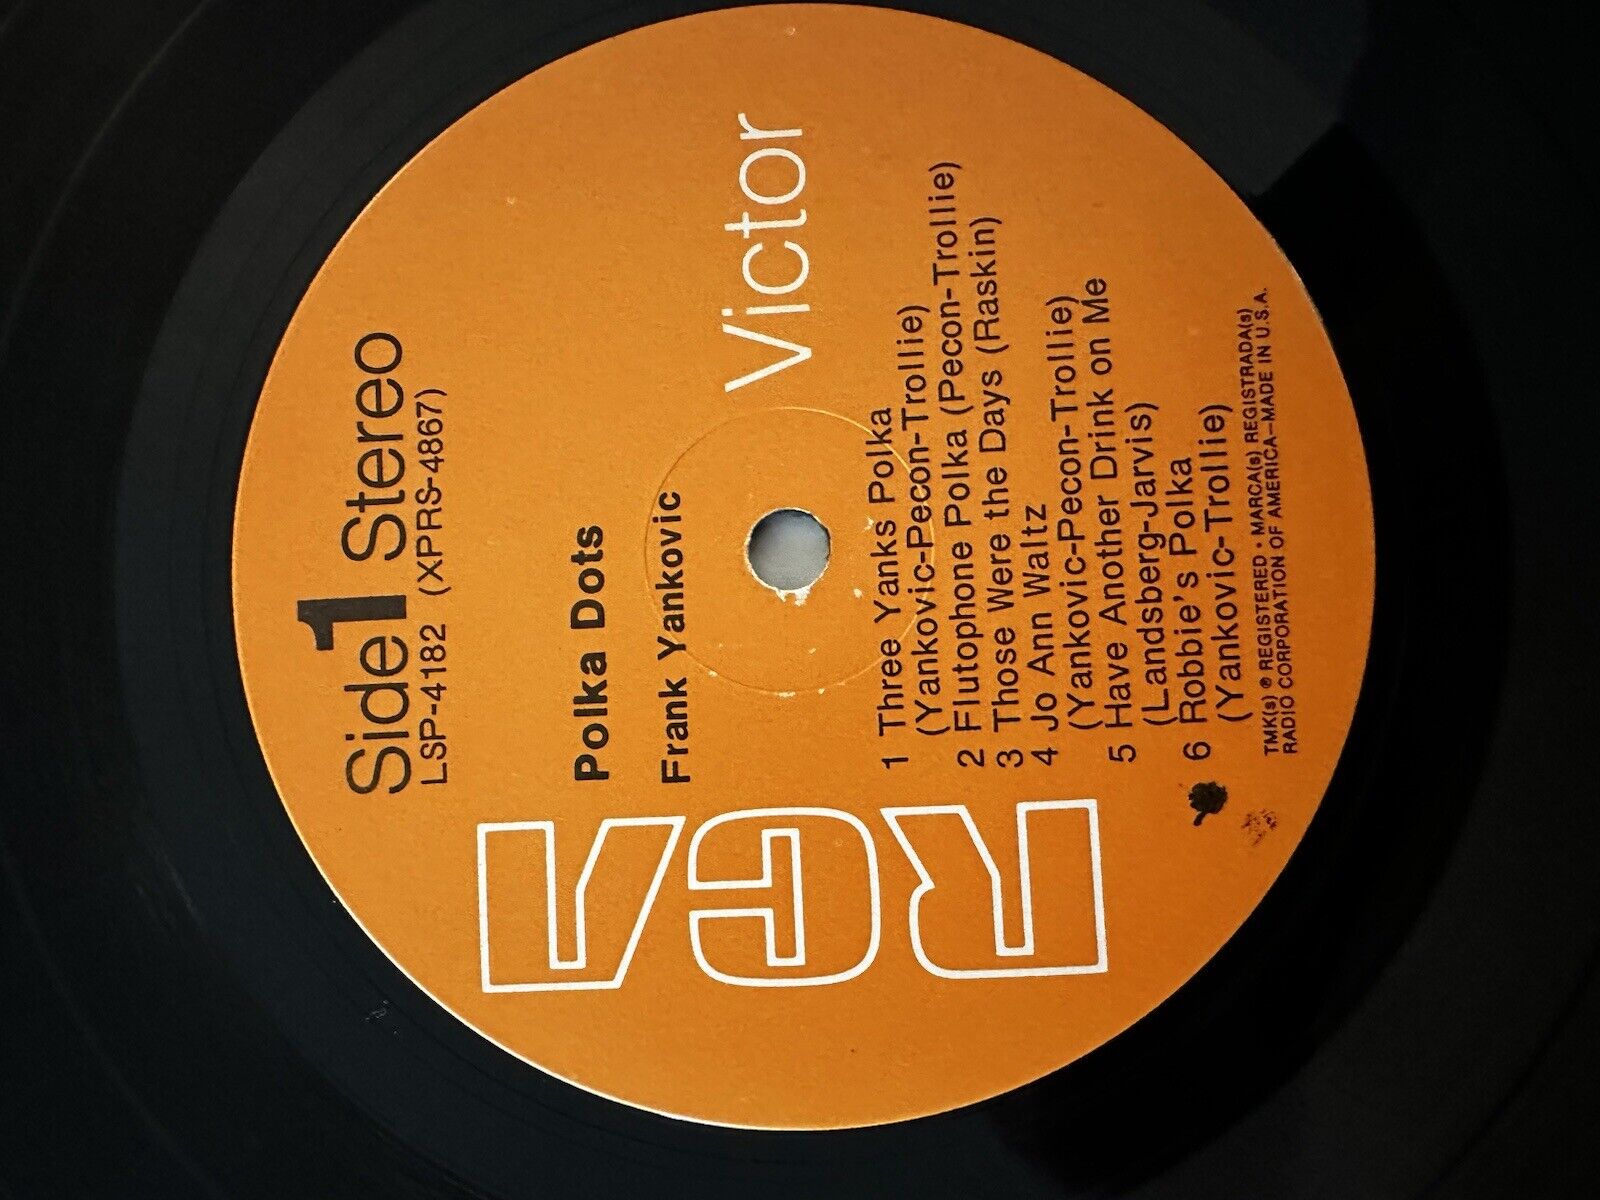 Side 1 Stereo
LSP-4182 (XPRS-4867)
Polka Dots
Frank Yankovic
RCA Victor
1 Three Yanks Polka
(Yankovic-Pecon-Trollie)
2 Flutophone Polka (Pecon-Trollie)
3 Those Were the Days (Raskin)
4 Jo Ann Waltz
(Yankovic-Pecon-Trollie)
5 Have Another Drink on Me
(Landsberg-Jarvis)
6 Robbie's Polka
(Yankovic-Trollie)
TMK(s) ® REGISTERED • MARCA(s) REGISTRADA(s)
RADIO CORPORATION OF AMERICA—MADE IN U.S.A.